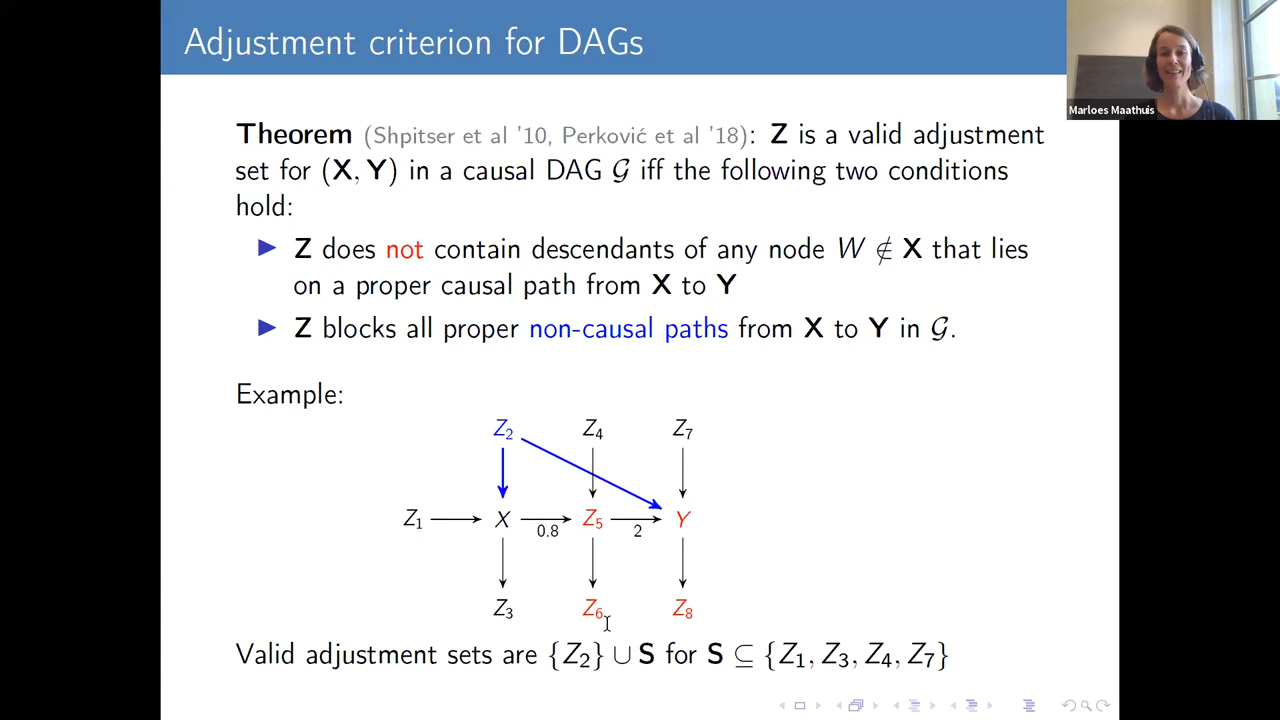 Adjustment criterion for DAGs
Marloes Maathuis
Theorem (Shpitser et al '10, Perković et al '18): Z is a valid adjustment
set for (X, Y) in a causal DAG 𝒢 iff the following two conditions
hold:
▶ Z does not contain descendants of any node W ∉ X that lies
on a proper causal path from X to Y
▶ Z blocks all proper non-causal paths from X to Y in 𝒢.
Example:
Z₂ Z₄ Z₇
Z₁ X 0.8 Z₅ 2 Y
Z₃ Z₆ Z₈
Valid adjustment sets are {Z₂} ∪ S for S ⊆ {Z₁, Z₃, Z₄, Z₇}